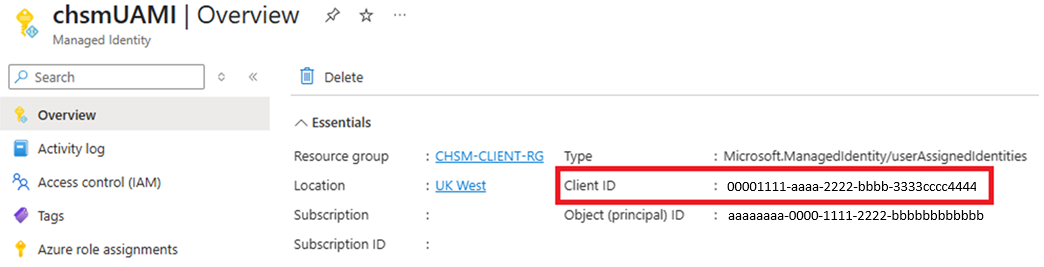 chsmUAMI | Overview
Managed Identity
Search
Delete
Overview
Activity log
Access control (IAM)
Tags
Azure role assignments
Essentials
Resource group : CHSM-CLIENT-RG Type : Microsoft.ManagedIdentity/userAssignedIdentities
Location : UK West Client ID : 00001111-aaaa-2222-bbbb-3333cccc4444
Subscription : Object (principal) ID : aaaaaaaa-0000-1111-2222-bbbbbbbbbbbb
Subscription ID :